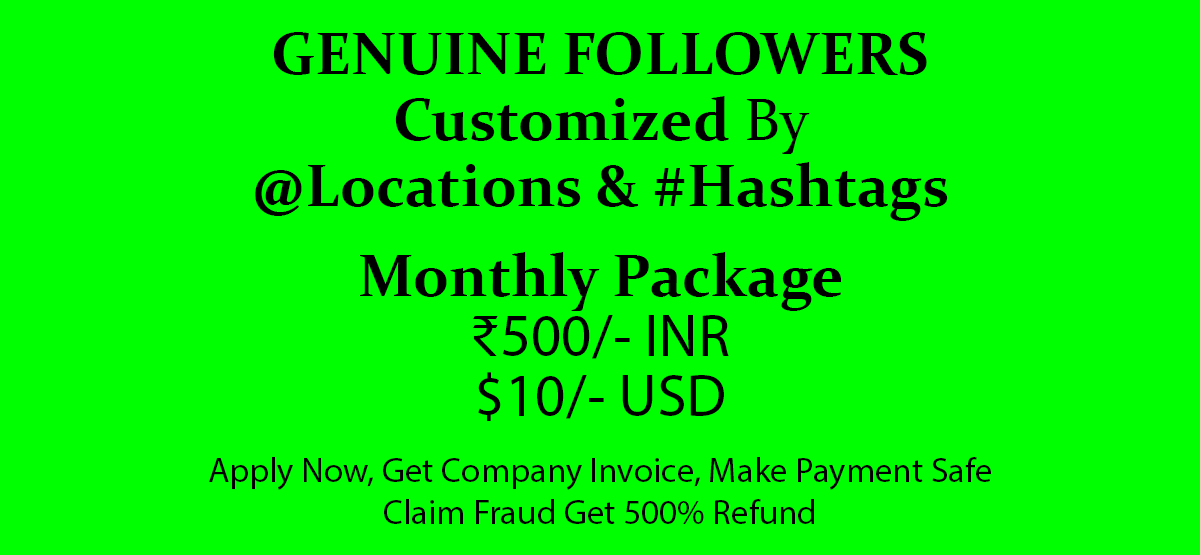 GENUINE FOLLOWERS
Customized By
@Locations & #Hashtags
Monthly Package
₹500/- INR
$10/- USD
Apply Now, Get Company Invoice, Make Payment Safe
Claim Fraud Get 500% Refund